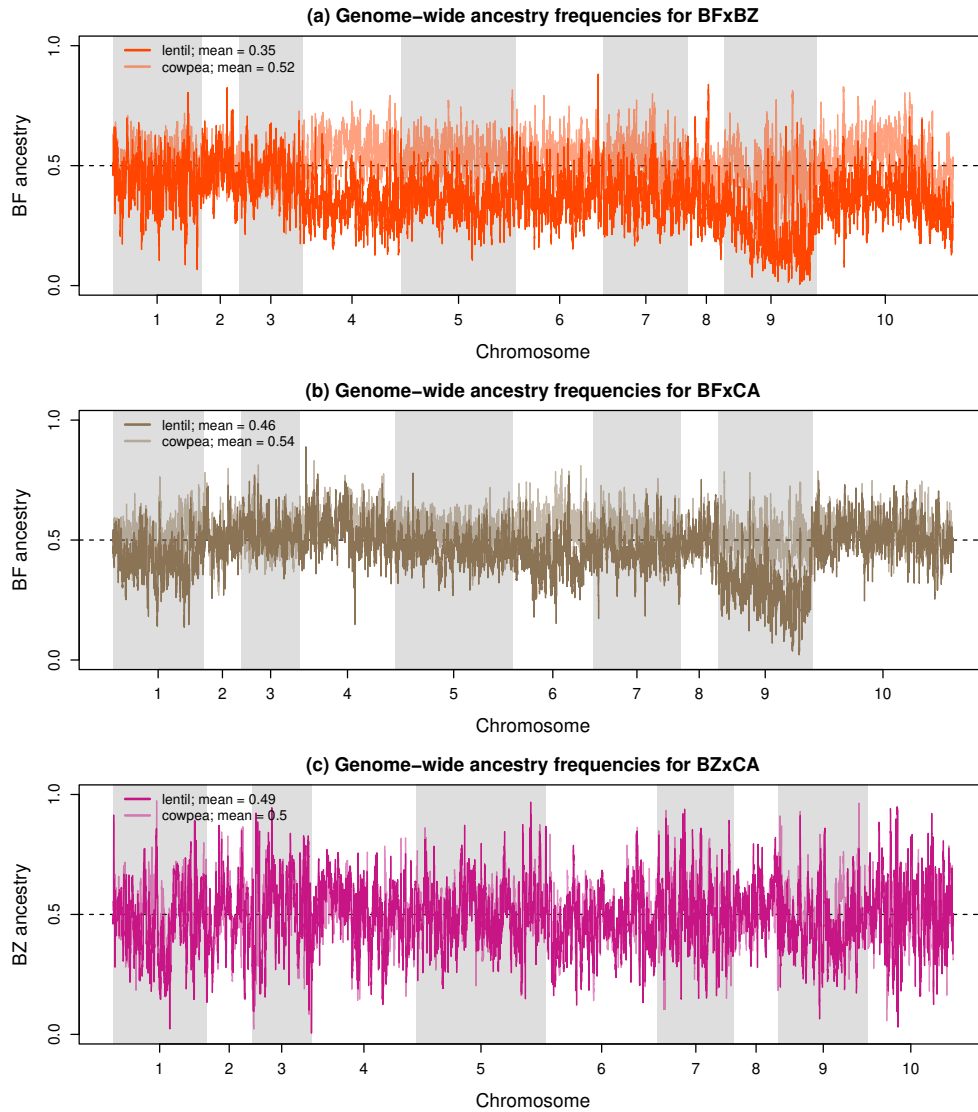 (a) Genome−wide ancestry frequencies for BFxBZ
lentil; mean = 0.35
cowpea; mean = 0.52
BF ancestry
1.0
0.5
0.0
1 2 3 4 5 6 7 8 9 10
Chromosome
(b) Genome−wide ancestry frequencies for BFxCA
lentil; mean = 0.46
cowpea; mean = 0.54
BF ancestry
1.0
0.5
0.0
1 2 3 4 5 6 7 8 9 10
Chromosome
(c) Genome−wide ancestry frequencies for BZxCA
lentil; mean = 0.49
cowpea; mean = 0.5
BZ ancestry
1.0
0.5
0.0
1 2 3 4 5 6 7 8 9 10
Chromosome